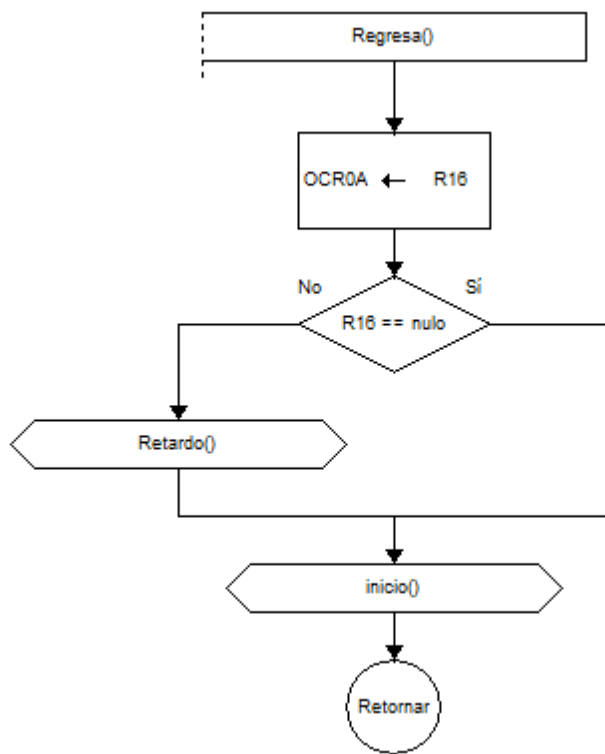 Regresa()
OCR0A ← R16
No
Sí
R16 == nulo
Retardo()
inicio()
Retornar